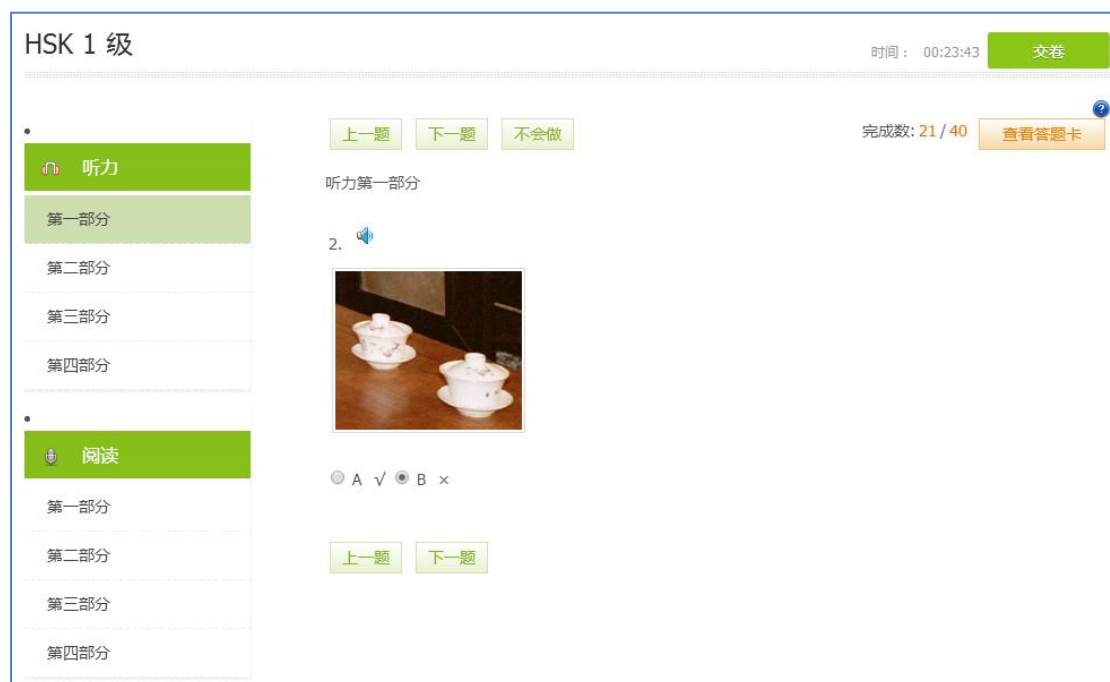 HSK 1 级
时间： 00:23:43 交卷
?
上一题 下一题 不会做 完成数: 21 / 40 查看答题卡
听力
听力第一部分
第一部分
2.
第二部分
第三部分
第四部分
阅读
A √ B ×
第一部分
第二部分
上一题 下一题
第三部分
第四部分